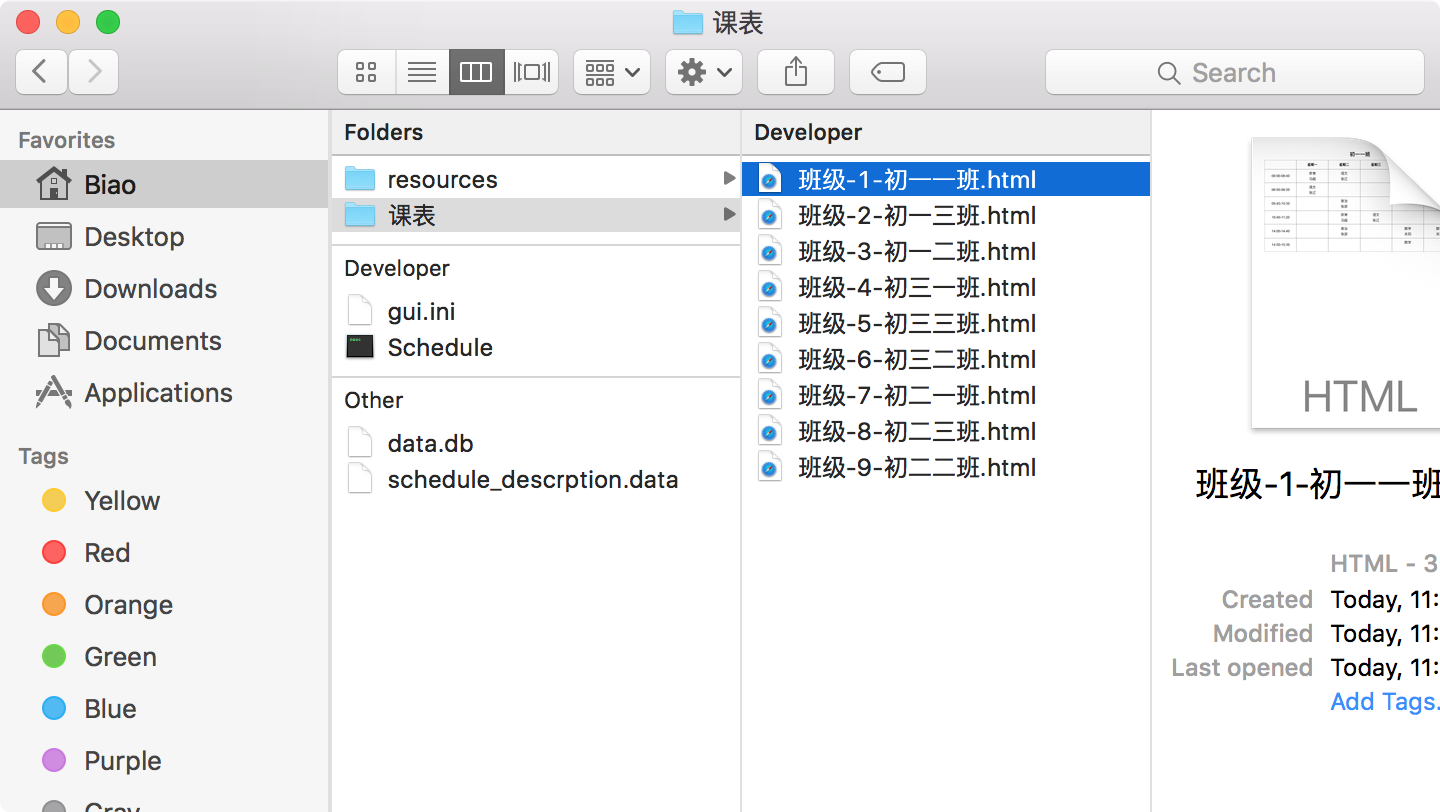 课表
Search
Favorites
Biao
Desktop
Downloads
Documents
Applications
Tags
Yellow
Red
Orange
Green
Blue
Purple
Gray
Folders
resources
课表
Developer
gui.ini
Schedule
Other
data.db
schedule_descrption.data
Developer
班级-1-初一一班.html
班级-2-初一三班.html
班级-3-初一二班.html
班级-4-初三一班.html
班级-5-初三三班.html
班级-6-初三二班.html
班级-7-初二一班.html
班级-8-初二三班.html
班级-9-初二二班.html
初一一班
HTML
班级-1-初一一班
HTML - 3
Created Today, 11:
Modified Today, 11:
Last opened Today, 11:
Add Tags.